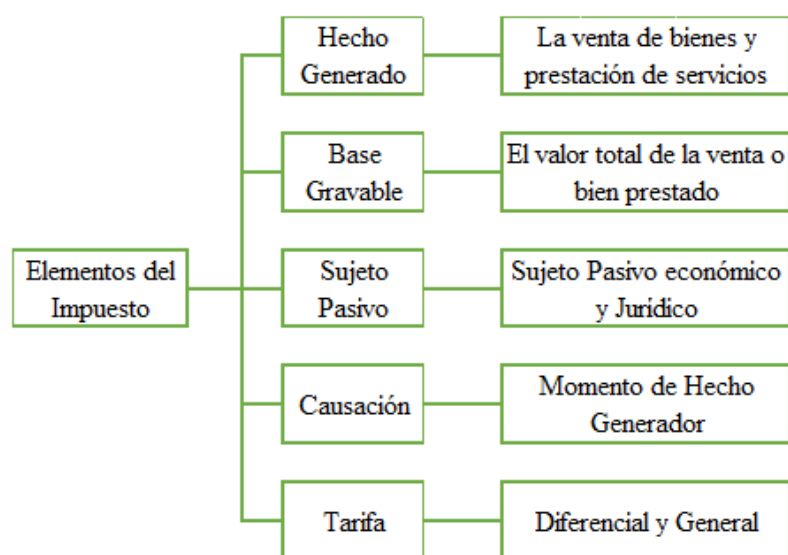 Elementos del
Impuesto
Hecho
Generado
La venta de bienes y
prestación de servicios
Base
Gravable
El valor total de la venta o
bien prestado
Sujeto
Pasivo
Sujeto Pasivo económico
y Jurídico
Causación
Momento de Hecho
Generador
Tarifa
Diferencial y General